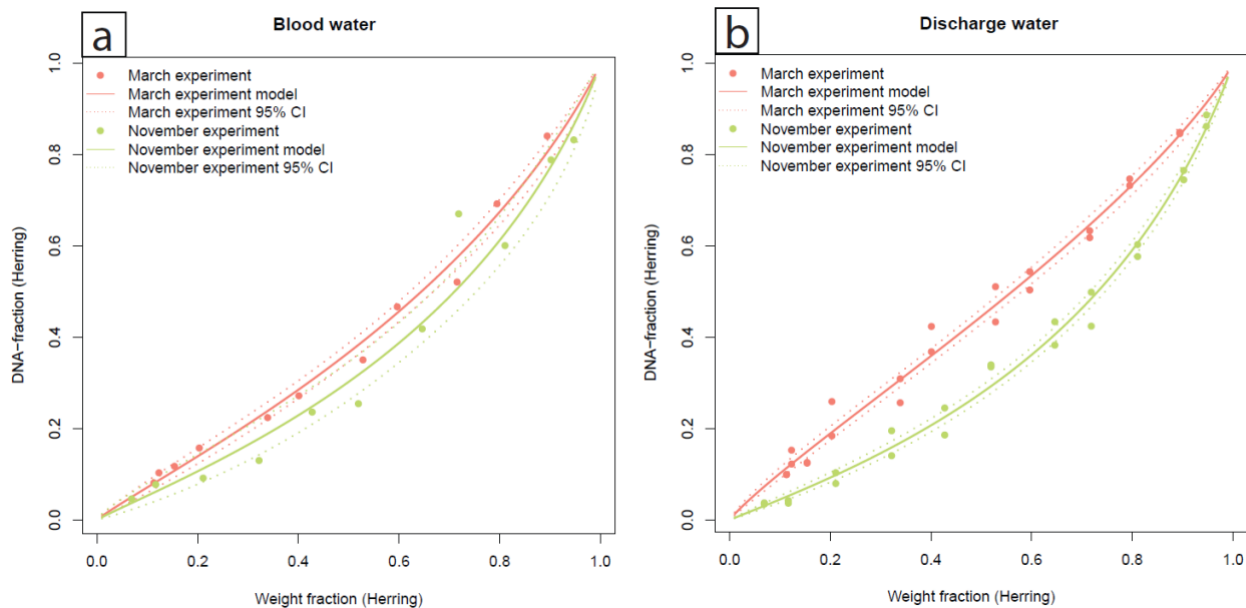 a
Blood water
1.0
0.8
0.6
0.4
0.2
0.0
DNA−fraction (Herring)
March experiment
March experiment model
March experiment 95% CI
November experiment
November experiment model
November experiment 95% CI
0.0 0.2 0.4 0.6 0.8 1.0
Weight fraction (Herring)
b
Discharge water
1.0
0.8
0.6
0.4
0.2
0.0
DNA−fraction (Herring)
March experiment
March experiment model
March experiment 95% CI
November experiment
November experiment model
November experiment 95% CI
0.0 0.2 0.4 0.6 0.8 1.0
Weight fraction (Herring)